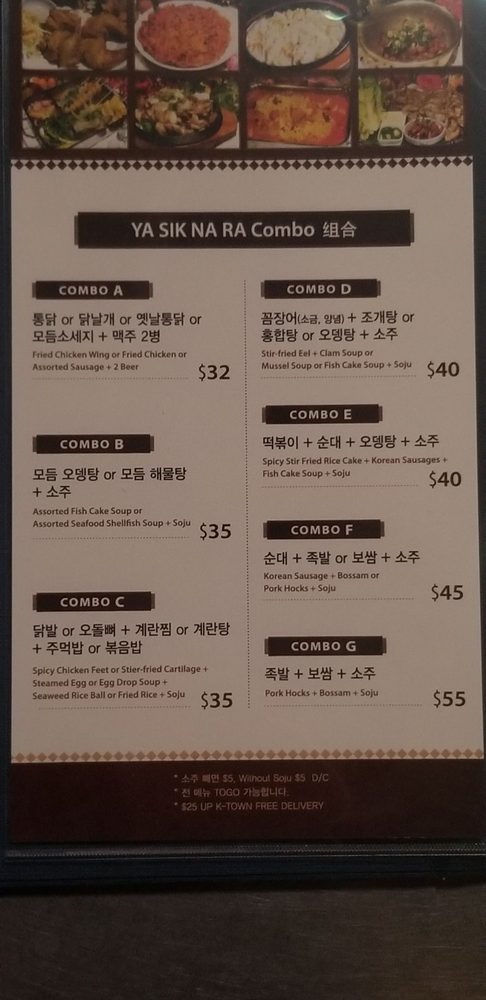 YA SIK NA RA Combo 组合
COMBO A
통닭 or 닭날개 or 옛날통닭 or
모듬소세지 + 맥주 2병
Fried Chicken Wing or Fried Chicken or
Assorted Sausage + 2 Beer
$32
COMBO B
모듬 오뎅탕 or 모듬 해물탕
+ 소주
Assorted Fish Cake Soup or
Assorted Seafood Shellfish Soup + Soju
$35
COMBO C
닭발 or 오돌뼈 + 계란찜 or 계란탕
+ 주먹밥 or 볶음밥
Spicy Chicken Feet or Stier-fried Cartilage +
Steamed Egg or Egg Drop Soup +
Seaweed Rice Ball or Fried Rice + Soju
$35
COMBO D
꼼장어(소금, 양념) + 조개탕 or
홍합탕 or 오뎅탕 + 소주
Stir-fried Eel + Clam Soup or
Mussel Soup or Fish Cake Soup + Soju
$40
COMBO E
떡볶이 + 순대 + 오뎅탕 + 소주
Spicy Stir Fried Rice Cake + Korean Sausages +
Fish Cake Soup + Soju
$40
COMBO F
순대 + 족발 or 보쌈 + 소주
Korean Sausage + Bossam or
Pork Hocks + Soju
$45
COMBO G
족발 + 보쌈 + 소주
Pork Hocks + Bossam + Soju
$55
* 소주 빼면 $5, Without Soju $5 D/C
* 전 메뉴 TOGO 가능합니다.
* $25 UP K-TOWN FREE DELIVERY